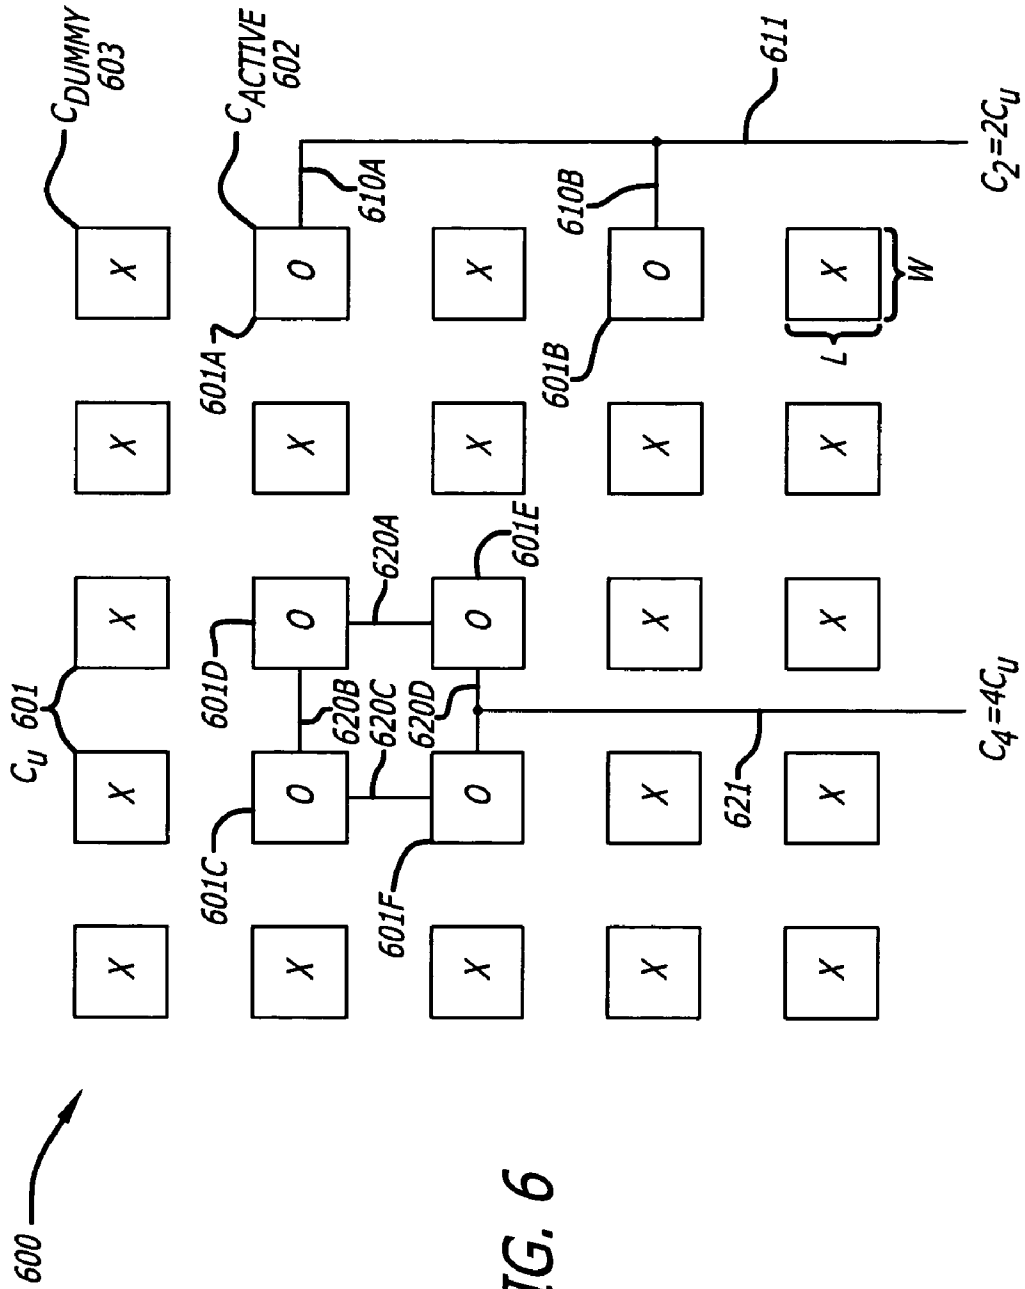 600
C_u 601
C_DUMMY
603
C_ACTIVE
602
X X X X X
601C
601D
601A
X O O X O
620B
610A
620C
620A
620D
601F
601E
X O O X X
601B
610B
X X X X O
621
611
L
X X X X X
W
C_4=4C_u
C_2=2C_u
IG. 6